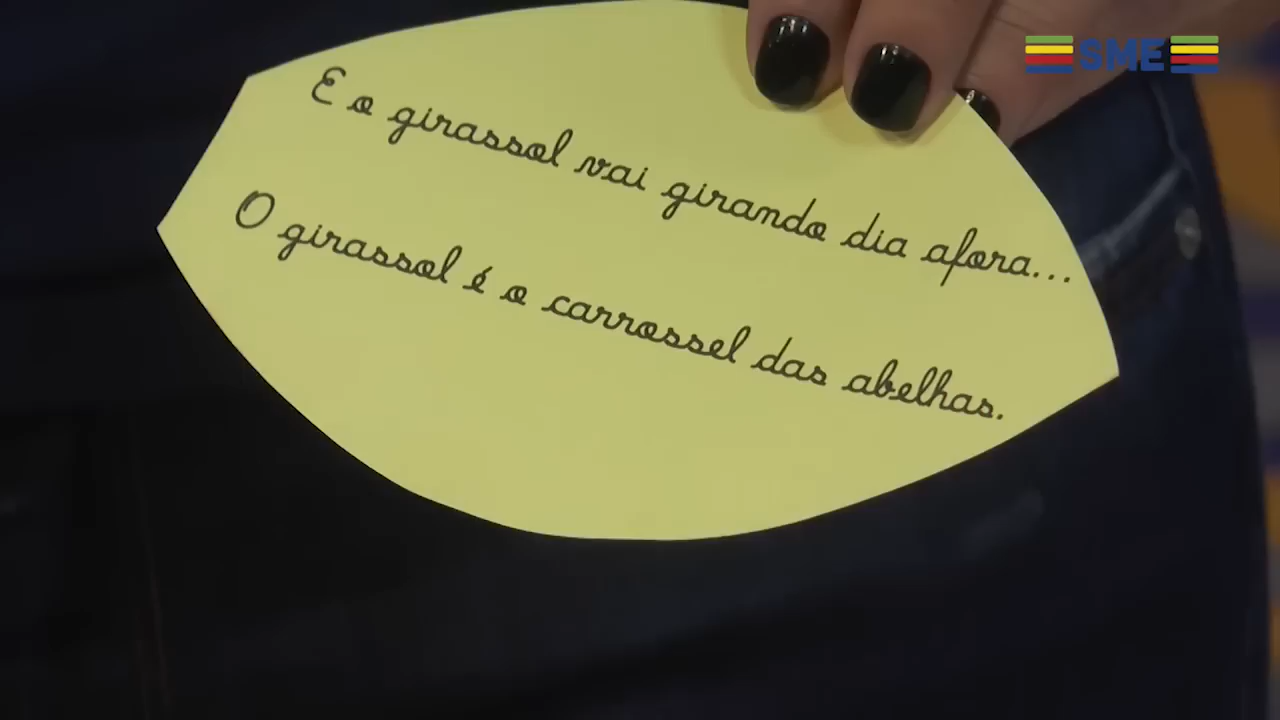 SME
E o girassol vai girando dia afora...
O girassol é o carrossel das abelhas.